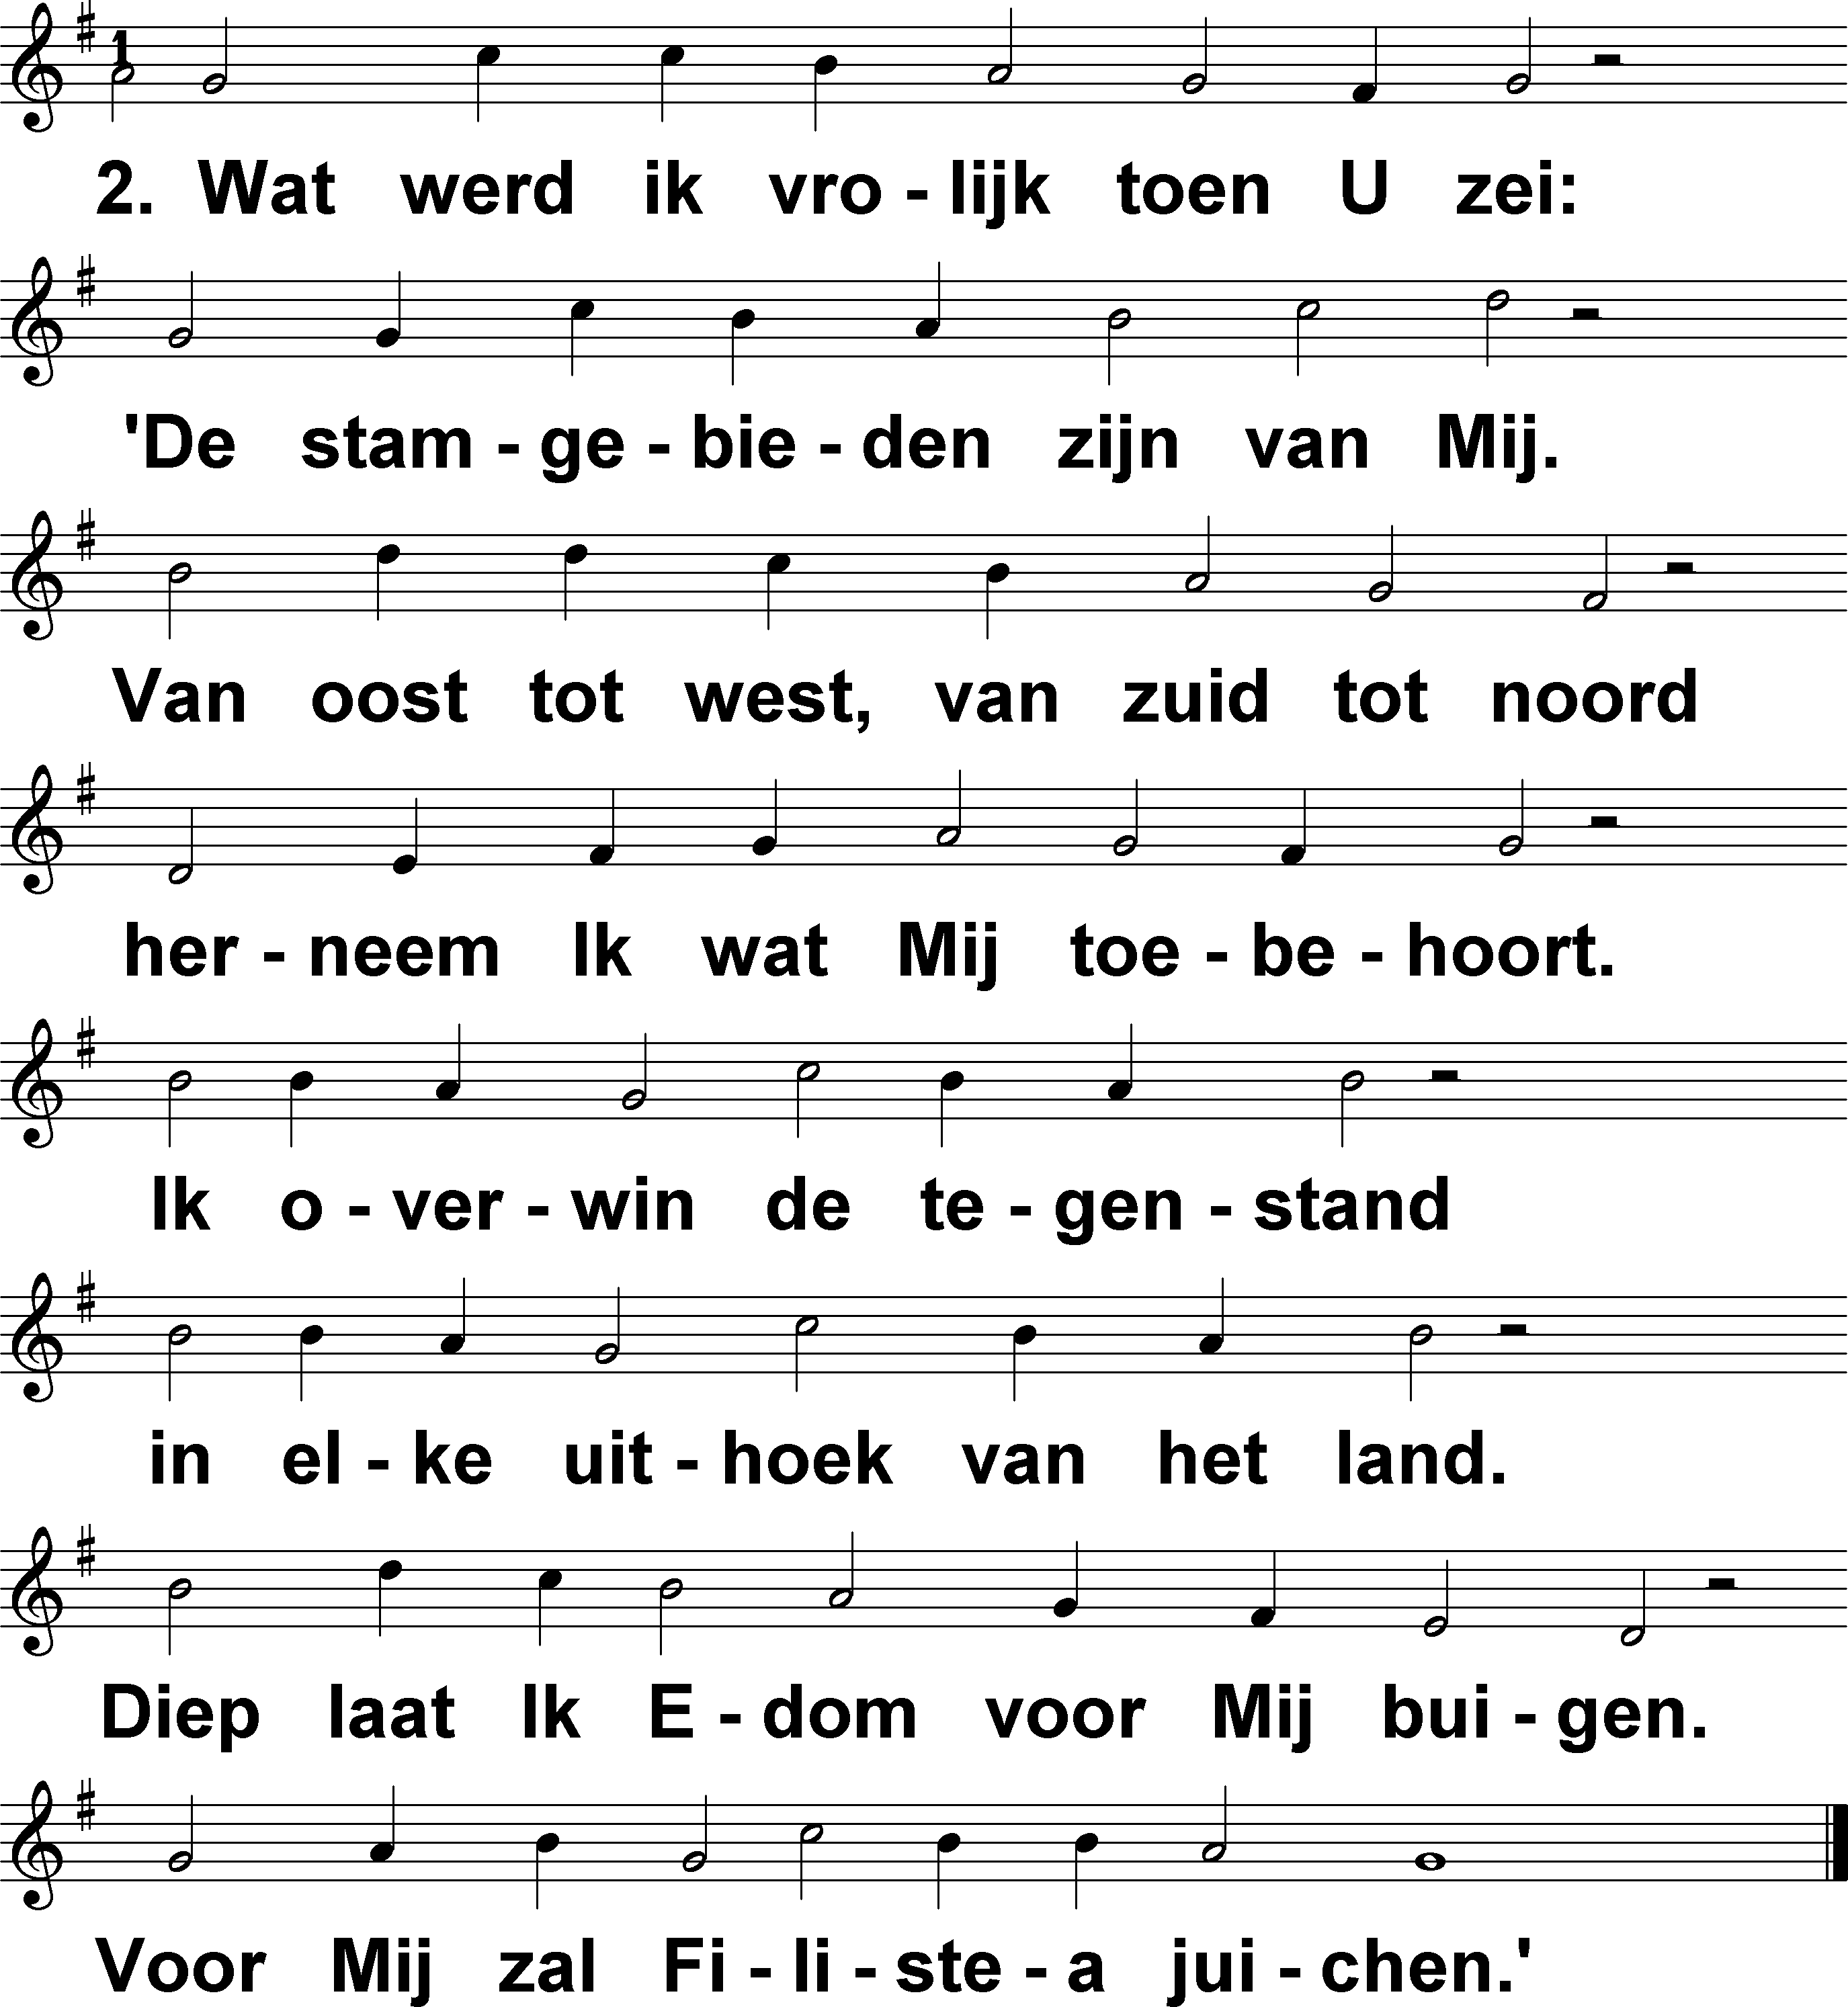 2. Wat werd ik vro - lijk toen U zei:
'De stam - ge - bie - den zijn van Mij.
Van oost tot west, van zuid tot noord
her - neem Ik wat Mij toe - be - hoort.
Ik o - ver - win de te - gen - stand
in el - ke uit - hoek van het land.
Diep laat Ik E - dom voor Mij bui - gen.
Voor Mij zal Fi - li - ste - a jui - chen.'